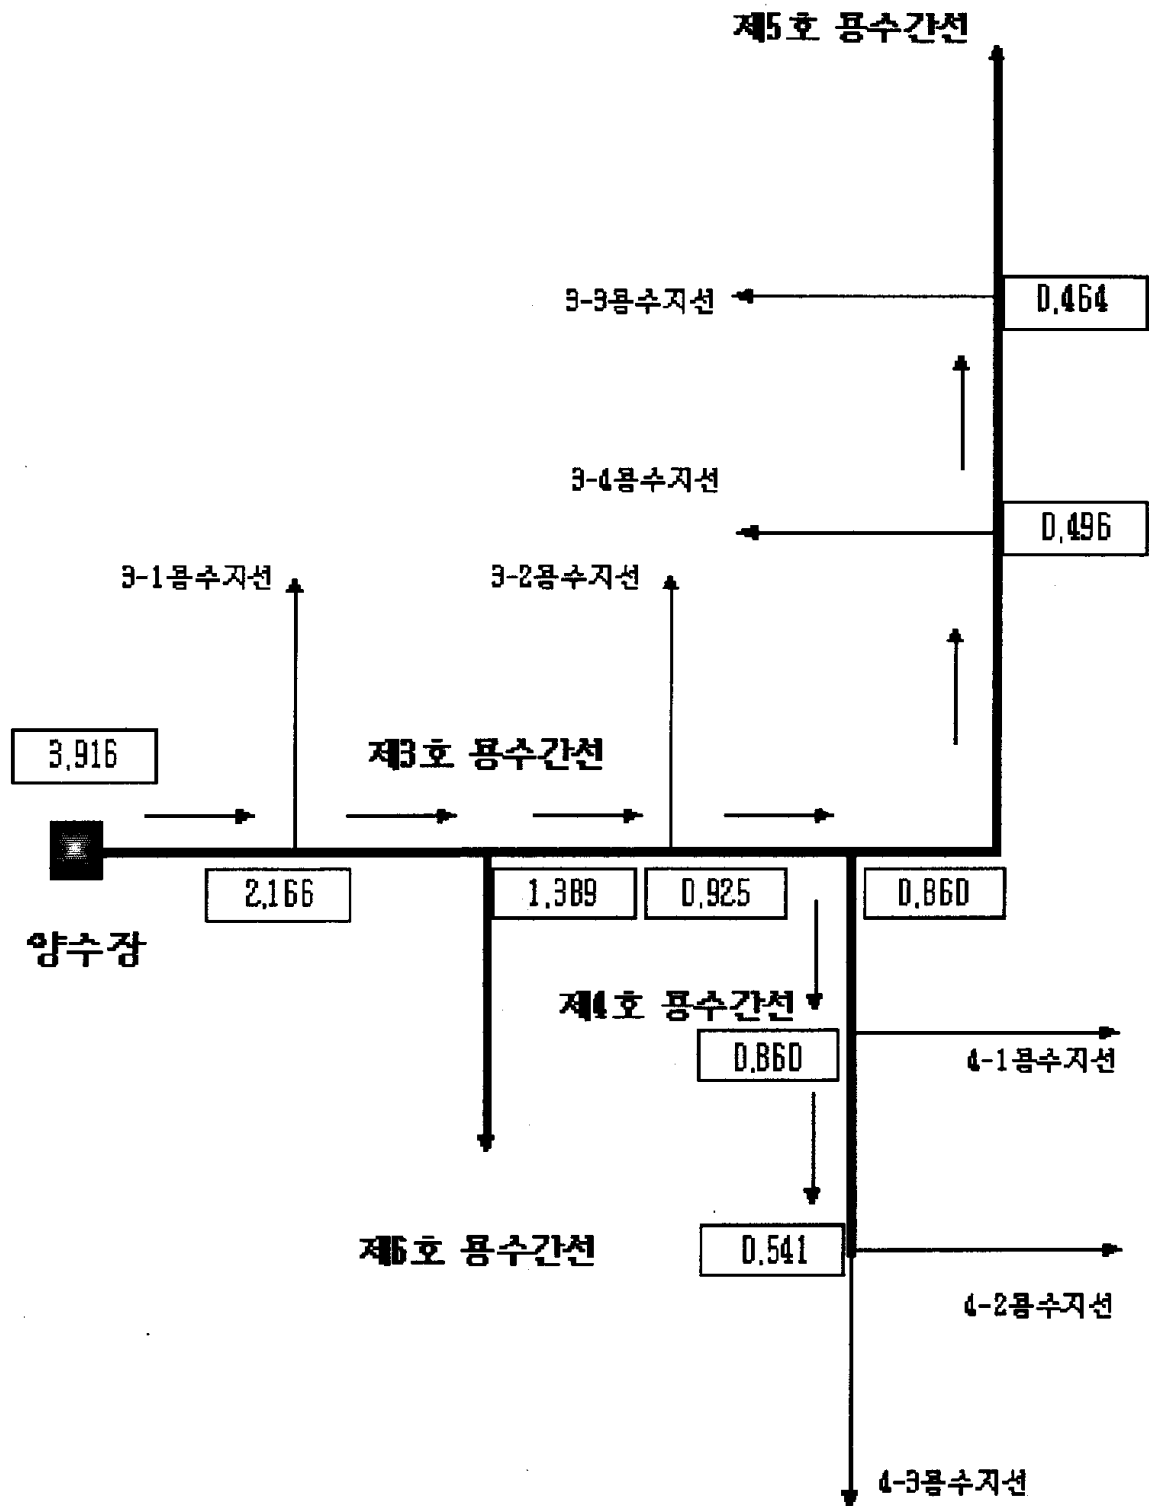 제5호 용수간선
3-3용수지선
0.464
3-4용수지선
0.496
3-1용수지선
3-2용수지선
3.916
제3호 용수간선
2.166
1.389
0.925
0.860
양수장
제4호 용수간선
0.860
4-1용수지선
제6호 용수간선
0.541
4-2용수지선
4-3용수지선